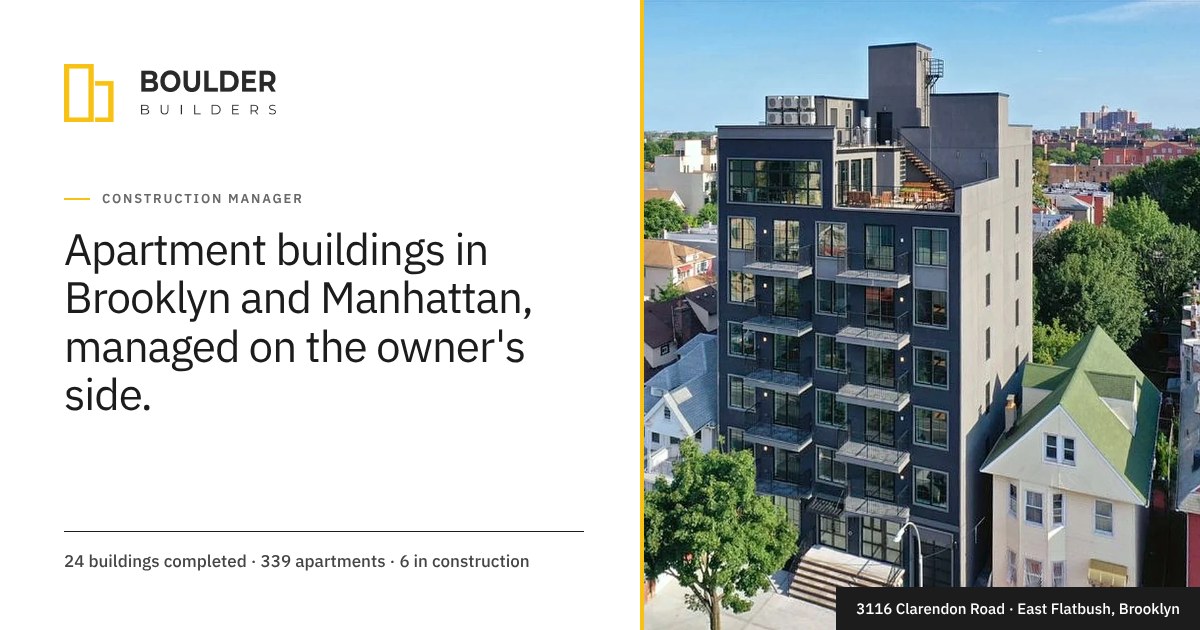 BOULDER
BUILDERS
CONSTRUCTION MANAGER
Apartment buildings in
Brooklyn and Manhattan,
managed on the owner's
side.
24 buildings completed · 339 apartments · 6 in construction
3116 Clarendon Road · East Flatbush, Brooklyn